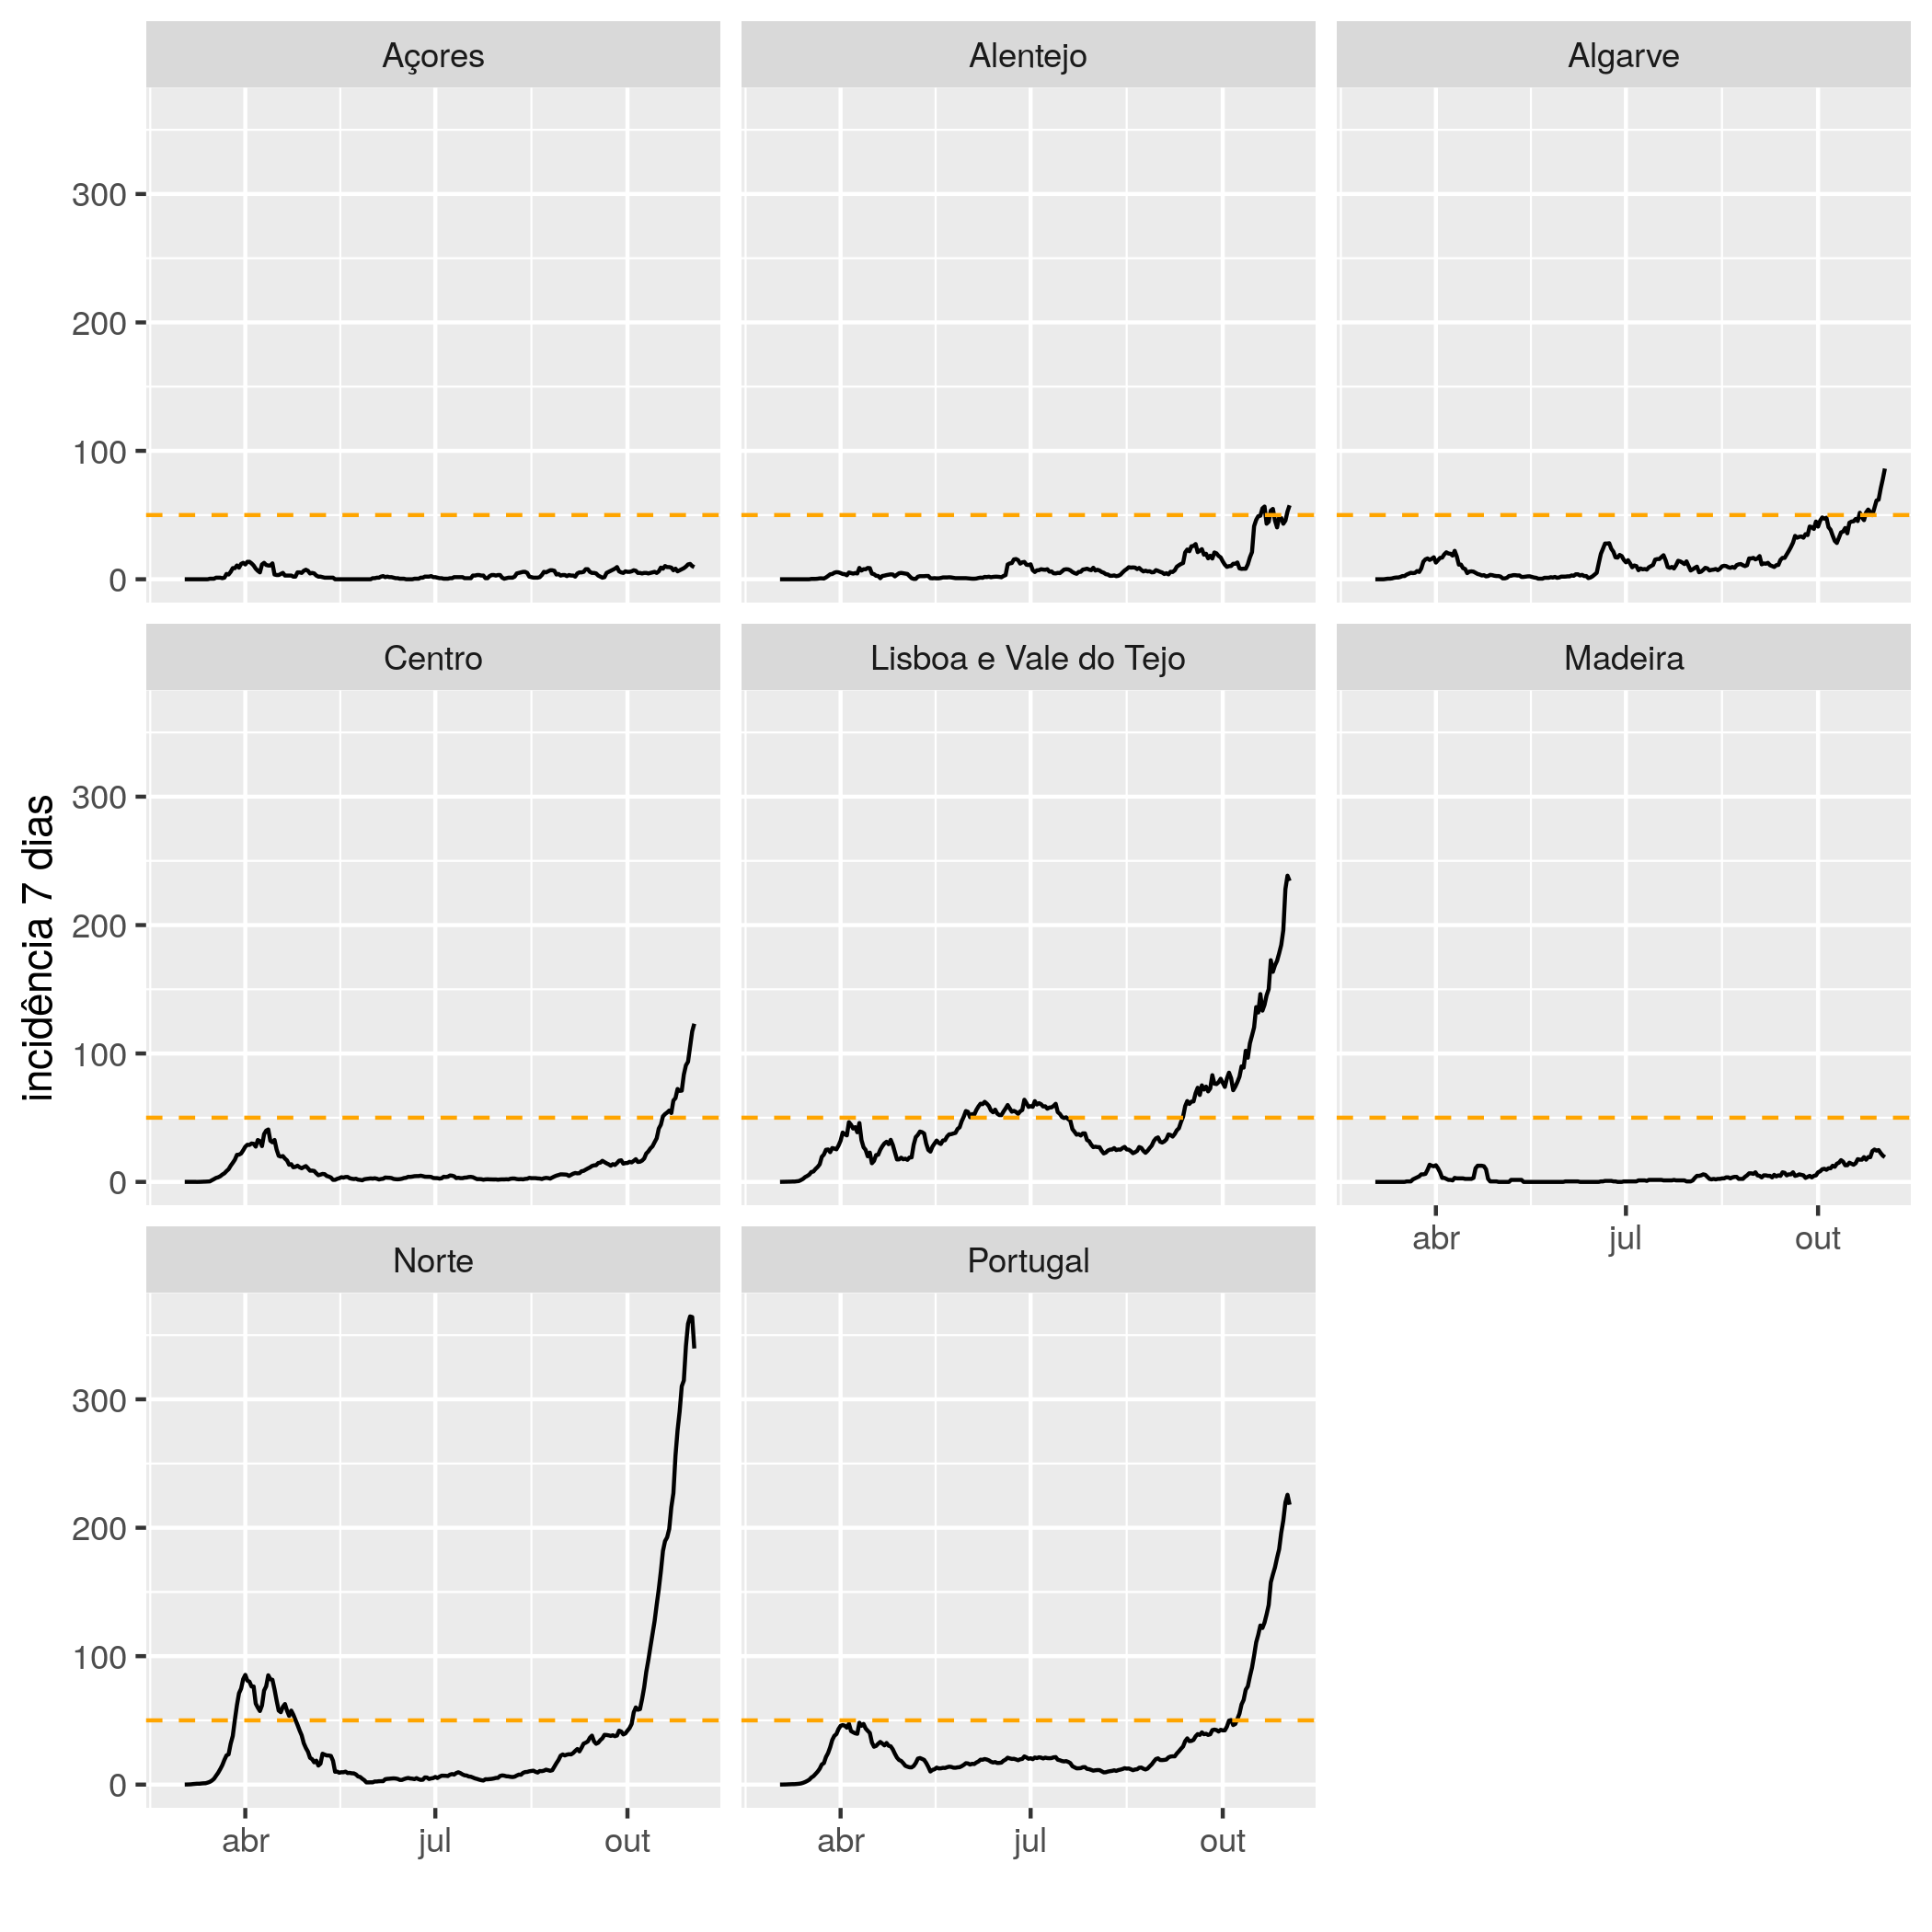 Açores
Alentejo
Algarve
300
200
100
0
Centro
Lisboa e Vale do Tejo
Madeira
incidência 7 dias
300
200
100
0
abr
jul
out
Norte
Portugal
300
200
100
0
abr
jul
out
abr
jul
out